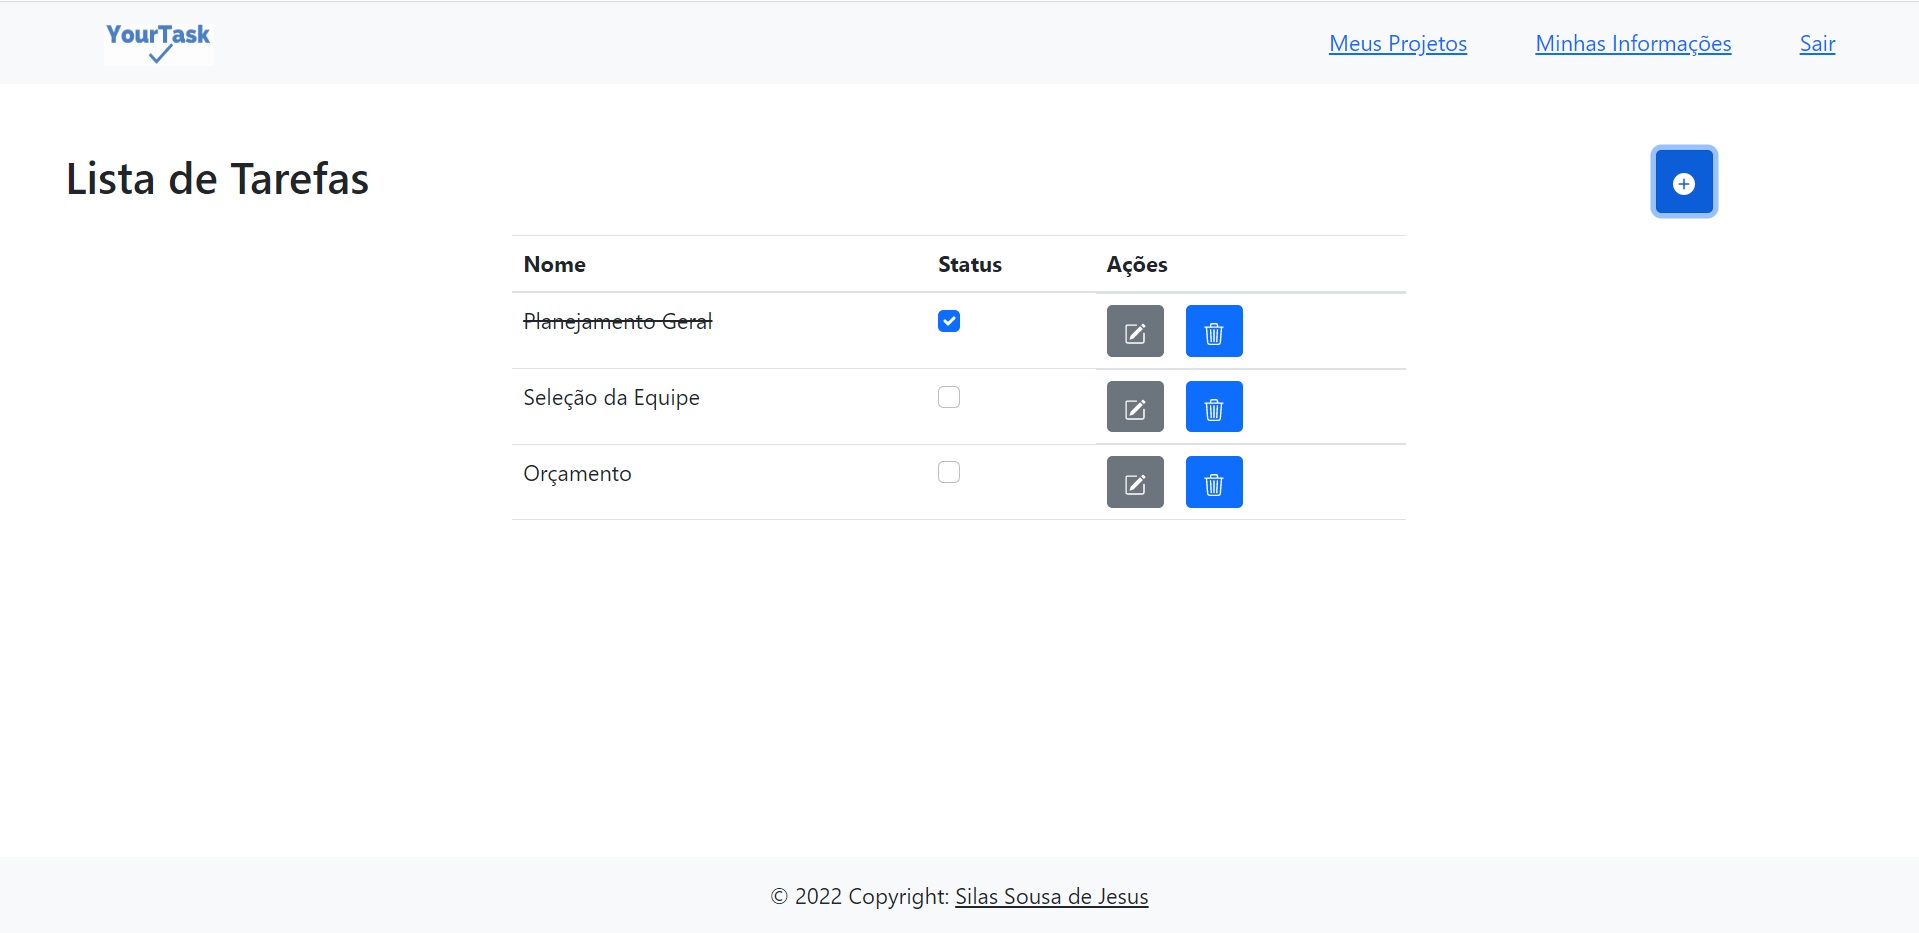 YourTask
Meus Projetos Minhas Informações Sair
Lista de Tarefas
Nome Status Ações
Planejamento Geral
Seleção da Equipe
Orçamento
© 2022 Copyright: Silas Sousa de Jesus